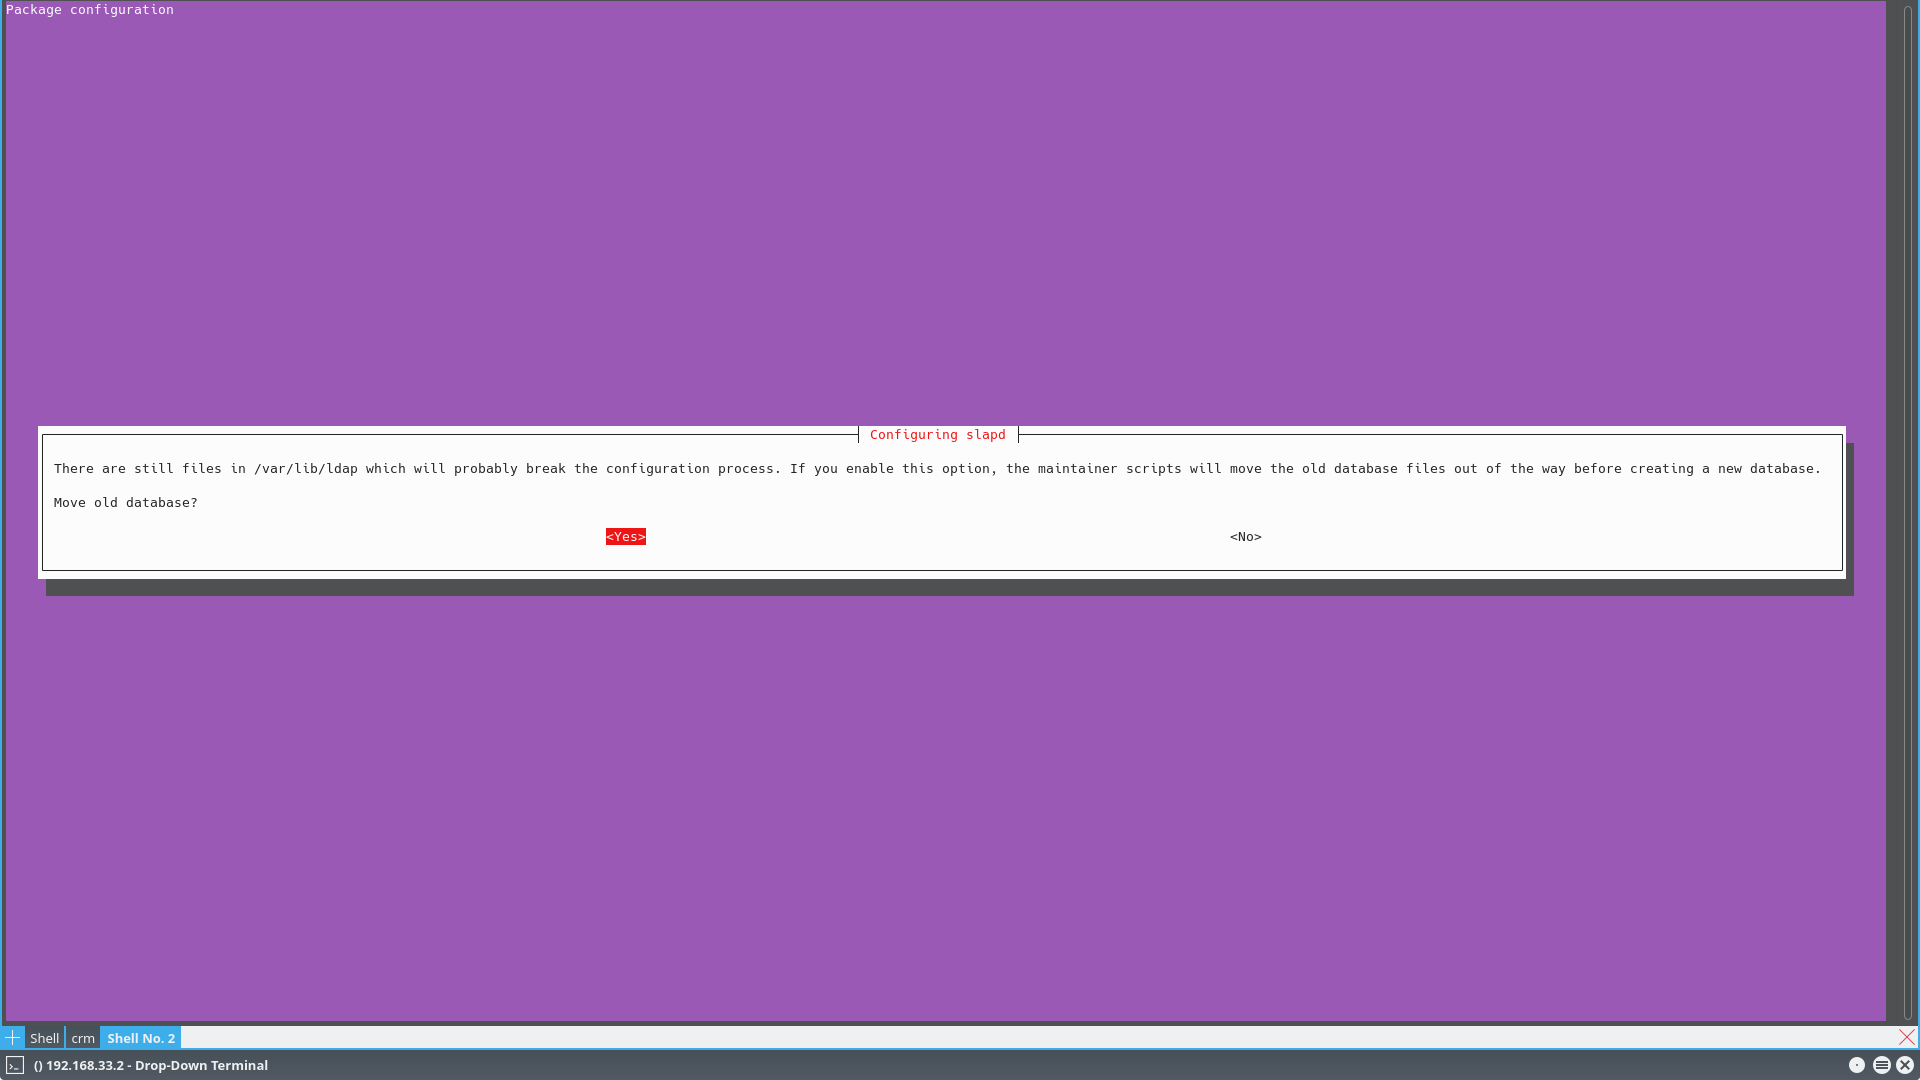 Package configuration
Configuring slapd
There are still files in /var/lib/ldap which will probably break the configuration process. If you enable this option, the maintainer scripts will move the old database files out of the way before creating a new database.
Move old database?
<Yes> <No>
Shell crm Shell No. 2
() 192.168.33.2 - Drop-Down Terminal